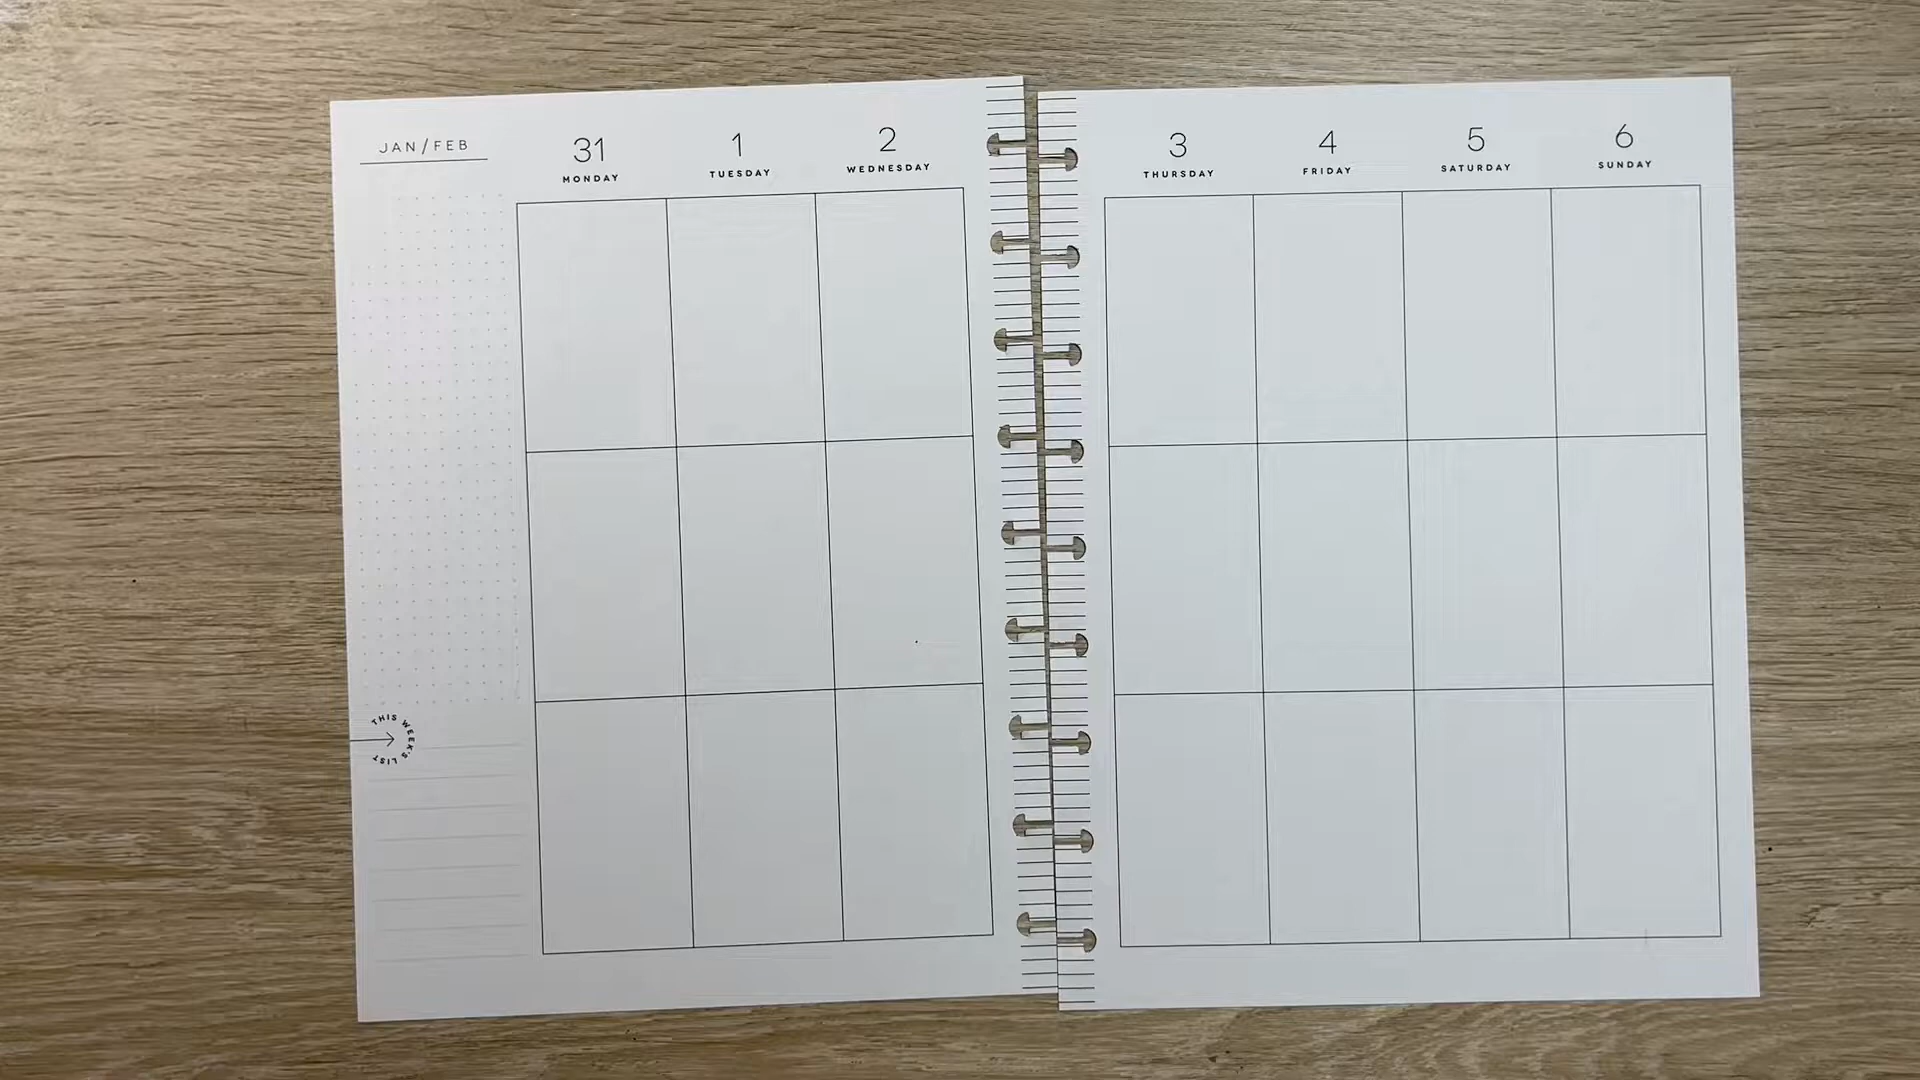 JAN/FEB
31
MONDAY
1
TUESDAY
2
WEDNESDAY
3
THURSDAY
4
FRIDAY
5
SATURDAY
6
SUNDAY
THIS WEEK'S LIST